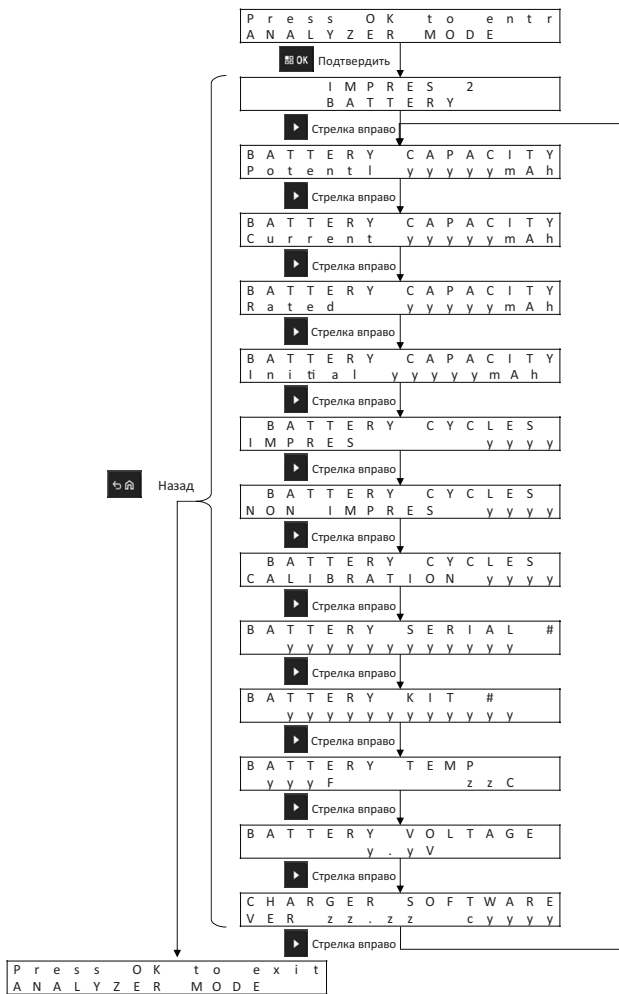 Press OK to entr
ANALYZER MODE
OK Подтвердить
IMPRES 2
BATTERY
Стрелка вправо
BATTERY CAPACITY
Potentl yyyyymAh
Стрелка вправо
BATTERY CAPACITY
Current yyyyymAh
Стрелка вправо
BATTERY CAPACITY
Rated yyyyymAh
Стрелка вправо
BATTERY CAPACITY
Initial yyyyymAh
Стрелка вправо
BATTERY CYCLES
IMPRES yyyy
Стрелка вправо
Назад
BATTERY CYCLES
NON IMPRES yyyy
Стрелка вправо
BATTERY CYCLES
CALIBRATION yyyy
Стрелка вправо
BATTERY SERIAL #
yyyyyyyyyyyy
Стрелка вправо
BATTERY KIT #
yyyyyyyyyyyy
Стрелка вправо
BATTERY TEMP
yyyF zzC
Стрелка вправо
BATTERY VOLTAGE
y.yV
Стрелка вправо
CHARGER SOFTWARE
VER zz.zz cyyyy
Стрелка вправо
Press OK to exit
ANALYZER MODE